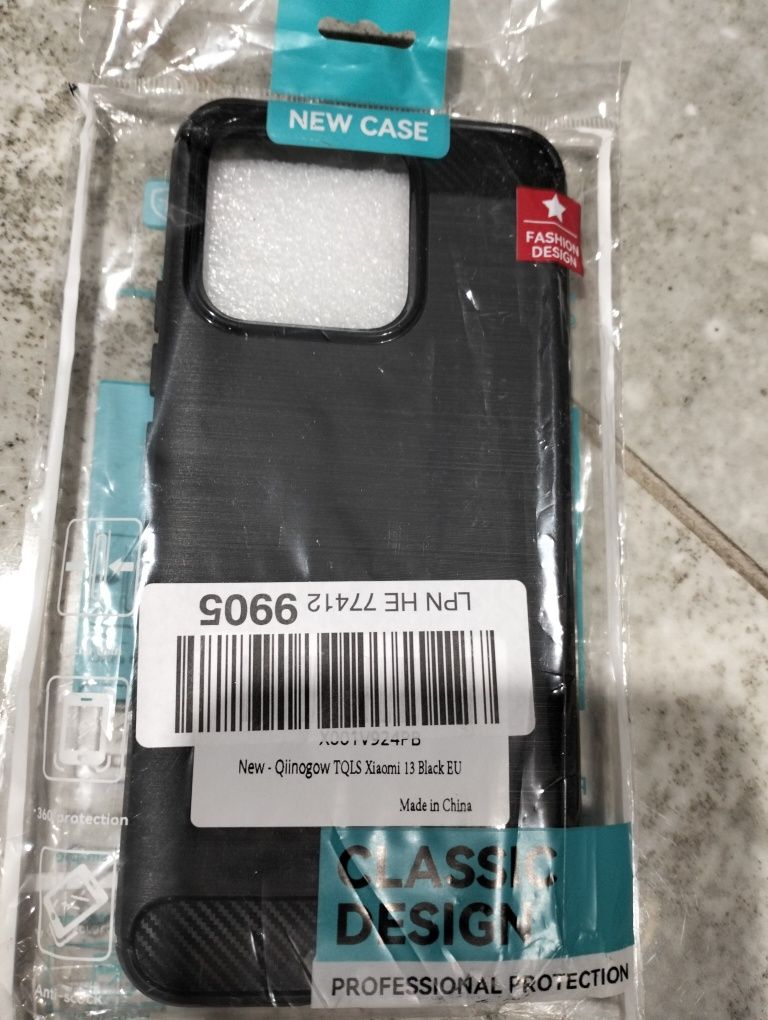 NEW CASE
FASHION
DESIGN
LPN HE 77412 9905
X001V924PB
New - Qiinogow TQLS Xiaomi 13 Black EU
Made in China
360 protection
CLASSIC
DESIGN
PROFESSIONAL PROTECTION